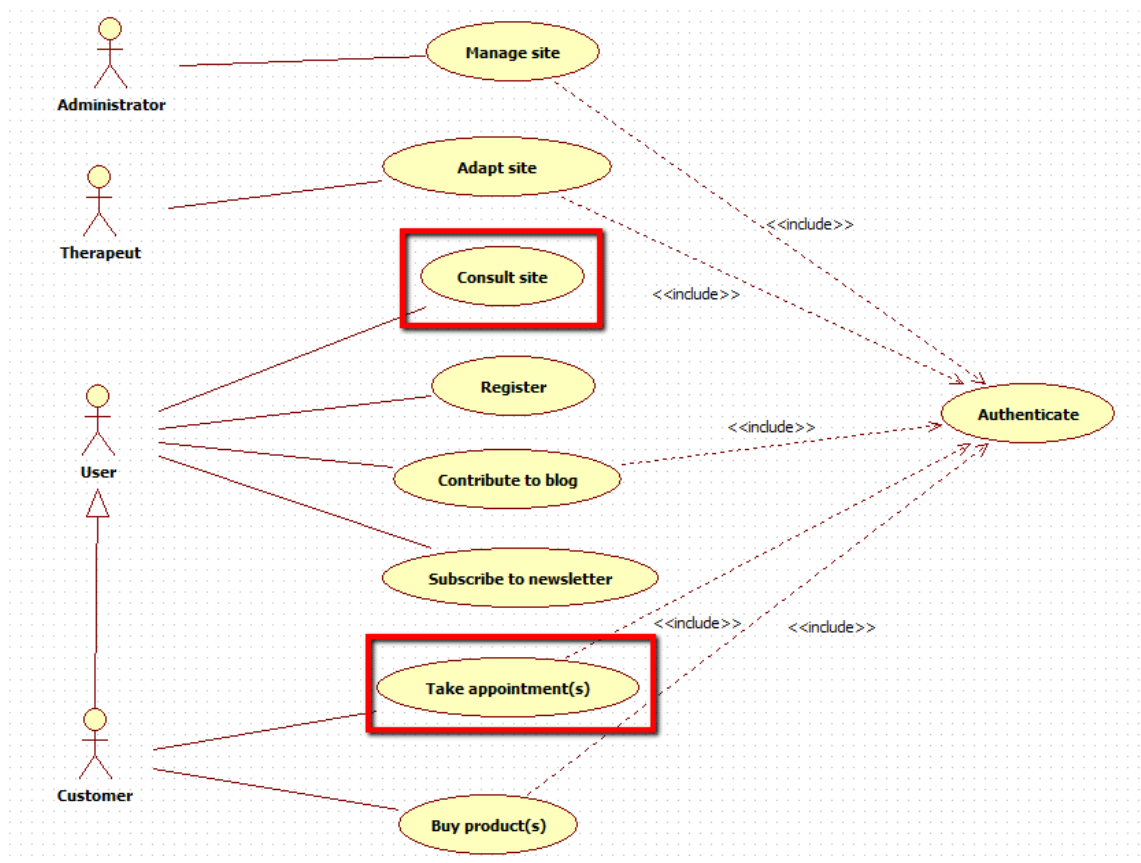 Manage site
Administrator
Adapt site
<<include>>
Therapeut
Consult site
<<include>>
Register
Authenticate
<<include>>
User
Contribute to blog
Subscribe to newsletter
<<include>>
<<include>>
Take appointment(s)
Customer
Buy product(s)